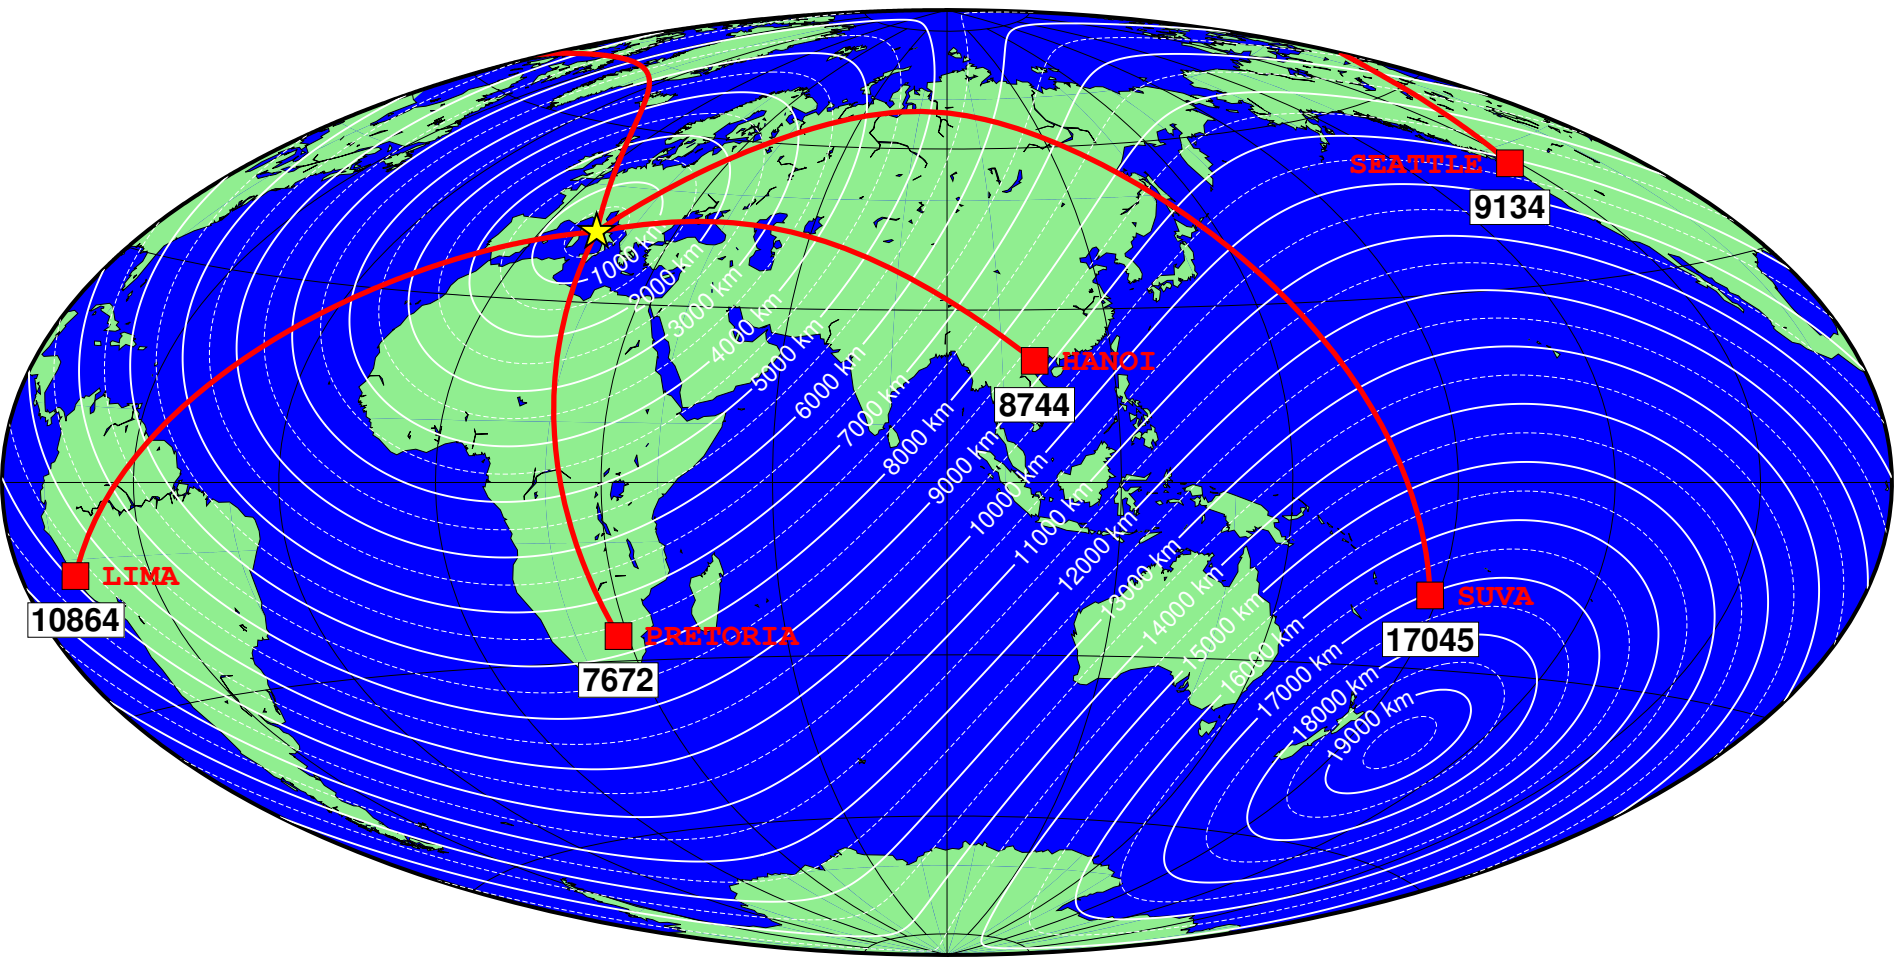 SEATTLE
9134
1000 km
2000 km
3000 km
4000 km
5000 km
6000 km
7000 km
8000 km
9000 km
10000 km
11000 km
12000 km
13000 km
14000 km
15000 km
16000 km
17000 km
18000 km
19000 km
HANOI
8744
LIMA
10864
SUVA
17045
PRETORIA
7672